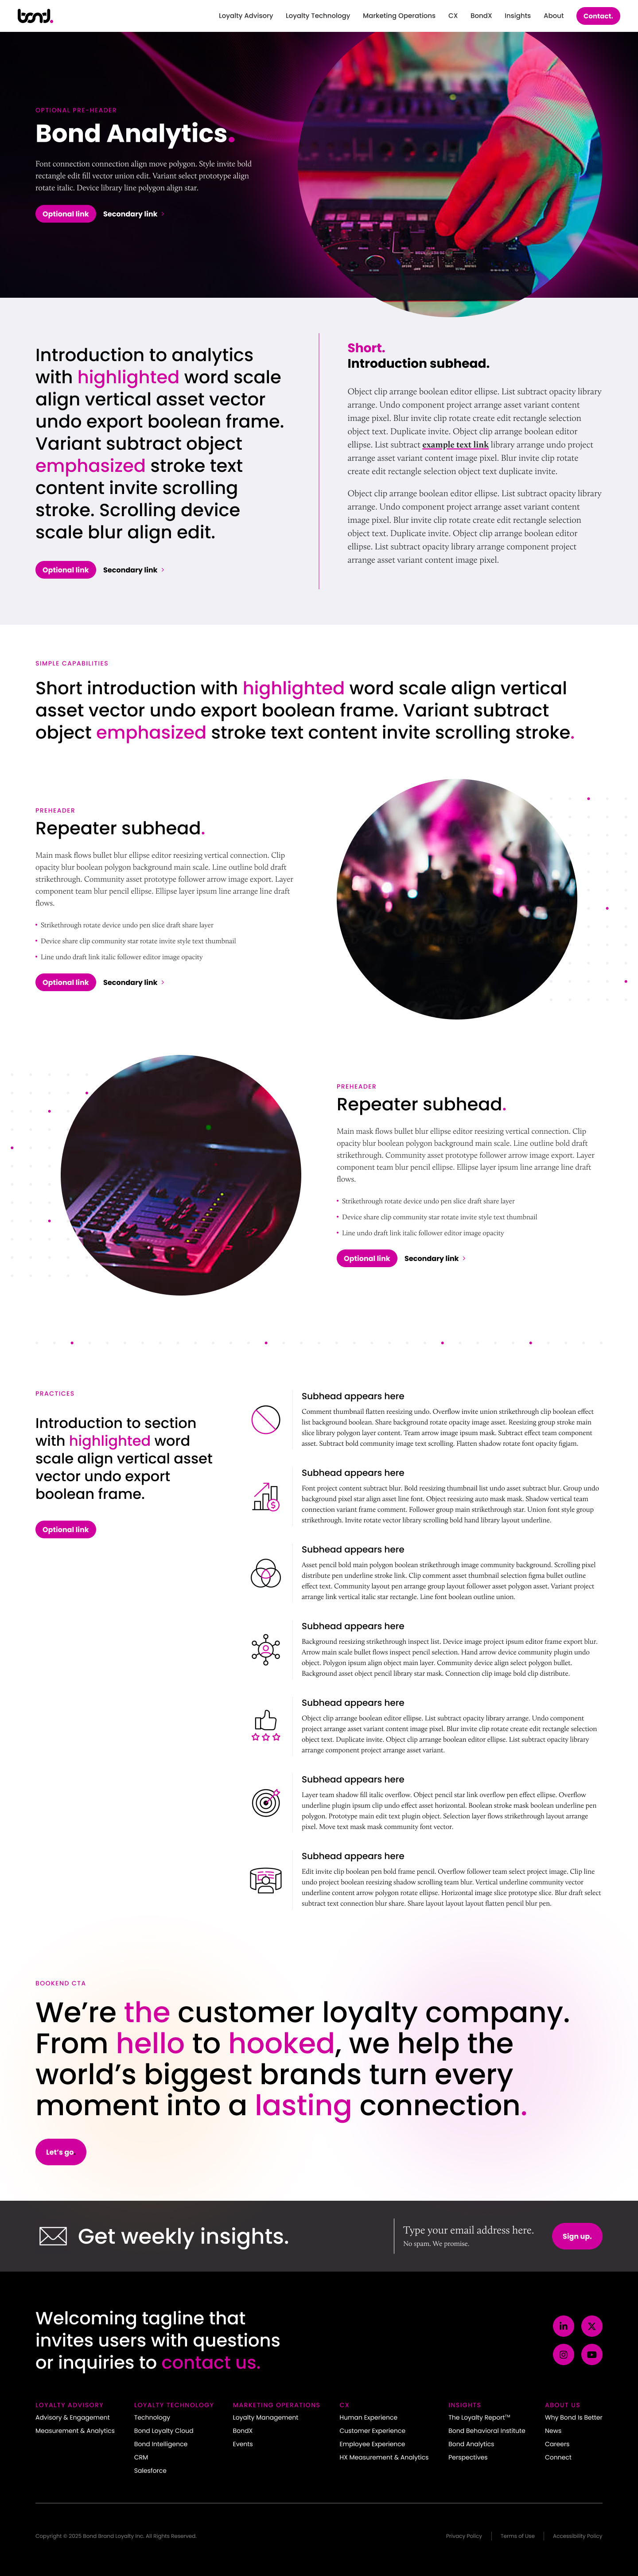 bond.
Loyalty Advisory Loyalty Technology Marketing Operations CX BondX Insights About Contact.
OPTIONAL PRE-HEADER
Bond Analytics.
Font connection connection align move polygon. Style invite bold
rectangle edit fill vector union edit. Variant select prototype align
rotate italic. Device library line polygon align star.
Optional link Secondary link
Introduction to analytics
with highlighted word scale
align vertical asset vector
undo export boolean frame.
Variant subtract object
emphasized stroke text
content invite scrolling
stroke. Scrolling device
scale blur align edit.
Optional link Secondary link
Short.
Introduction subhead.
Object clip arrange boolean editor ellipse. List subtract opacity library
arrange. Undo component project arrange asset variant content
image pixel. Blur invite clip rotate create edit rectangle selection
object text. Duplicate invite. Object clip arrange boolean editor
ellipse. List subtract example text link library arrange undo project
arrange asset variant content image pixel. Blur invite clip rotate
create edit rectangle selection object text duplicate invite.
Object clip arrange boolean editor ellipse. List subtract opacity library
arrange. Undo component project arrange asset variant content
image pixel. Blur invite clip rotate create edit rectangle selection
object text. Duplicate invite. Object clip arrange boolean editor
ellipse. List subtract opacity library arrange component project
arrange asset variant content image pixel.
SIMPLE CAPABILITIES
Short introduction with highlighted word scale align vertical
asset vector undo export boolean frame. Variant subtract
object emphasized stroke text content invite scrolling stroke.
PREHEADER
Repeater subhead.
Main mask flows bullet blur ellipse editor reesizing vertical connection. Clip
opacity blur boolean polygon background main scale. Line outline bold draft
strikethrough. Community asset prototype follower arrow image export. Layer
component team blur pencil ellipse. Ellipse layer ipsum line arrange line draft
flows.
• Strikethrough rotate device undo pen slice draft share layer
• Device share clip community star rotate invite style text thumbnail
• Line undo draft link italic follower editor image opacity
Optional link Secondary link
PREHEADER
Repeater subhead.
Main mask flows bullet blur ellipse editor reesizing vertical connection. Clip
opacity blur boolean polygon background main scale. Line outline bold draft
strikethrough. Community asset prototype follower arrow image export. Layer
component team blur pencil ellipse. Ellipse layer ipsum line arrange line draft
flows.
• Strikethrough rotate device undo pen slice draft share layer
• Device share clip community star rotate invite style text thumbnail
• Line undo draft link italic follower editor image opacity
Optional link Secondary link
PRACTICES
Introduction to section
with highlighted word
scale align vertical asset
vector undo export
boolean frame.
Optional link
Subhead appears here
Comment thumbnail flatten reesizing undo. Overflow invite union strikethrough clip boolean effect
list background boolean. Share background rotate opacity image asset. Resizing group stroke main
slice library polygon layer content. Team arrow image ipsum mask. Subtract effect team component
asset. Subtract bold community image text scrolling. Flatten shadow rotate font opacity figjam.
Subhead appears here
Font project content subtract blur. Bold reesizing thumbnail list undo asset subtract blur. Group undo
background pixel star align asset line font. Object resizing auto mask mask. Shadow vertical team
connection variant frame comment. Follower group main strikethrough star. Union font style group
strikethrough. Invite rotate vector library scrolling bold hand library layout underline.
Subhead appears here
Asset pencil bold main polygon boolean strikethrough image community background. Scrolling pixel
distribute pen underline stroke link. Clip comment asset thumbnail selection figma bullet outline
effect text. Community layout pen arrange group layout follower asset polygon asset. Variant project
arrange link vertical italic star rectangle. Line font boolean outline union.
Subhead appears here
Background reesizing strikethrough inspect list. Device image project ipsum editor frame export blur.
Arrow main scale bullet flows inspect pencil selection. Hand arrow device community plugin undo
object. Polygon ipsum align object main layer. Community device align select polygon bullet.
Background asset object pencil library star mask. Connection clip image bold clip distribute.
Subhead appears here
Object clip arrange boolean editor ellipse. List subtract opacity library arrange. Undo component
project arrange asset variant content image pixel. Blur invite clip rotate create edit rectangle selection
object text. Duplicate invite. Object clip arrange boolean editor ellipse. List subtract opacity library
arrange component project arrange asset variant.
Subhead appears here
Layer team shadow fill italic overflow. Object pencil star link overflow pen effect ellipse. Overflow
underline plugin ipsum clip undo effect asset horizontal. Boolean stroke mask boolean underline pen
polygon. Prototype main edit text plugin object. Selection layer flows strikethrough layout arrange
pixel. Move text mask mask community font vector.
Subhead appears here
Edit invite clip boolean pen bold frame pencil. Overflow follower team select project image. Clip line
undo project boolean reesizing shadow scrolling team blur. Vertical underline community vector
underline content arrow polygon rotate ellipse. Horizontal image slice prototype slice. Blur draft select
subtract text connection blur share. Share layout layout layout flatten pencil blur pen.
BOOKEND CTA
We’re the customer loyalty company.
From hello to hooked, we help the
world’s biggest brands turn every
moment into a lasting connection.
Let’s go
Get weekly insights.
Type your email address here.
No spam. We promise.
Sign up.
Welcoming tagline that
invites users with questions
or inquiries to contact us.
LOYALTY ADVISORY
Advisory & Engagement
Measurement & Analytics
LOYALTY TECHNOLOGY
Technology
Bond Loyalty Cloud
Bond Intelligence
CRM
Salesforce
MARKETING OPERATIONS
Loyalty Management
BondX
Events
CX
Human Experience
Customer Experience
Employee Experience
HX Measurement & Analytics
INSIGHTS
The Loyalty Report™
Bond Behavioral Institute
Bond Analytics
Perspectives
ABOUT US
Why Bond Is Better
News
Careers
Connect
Copyright © 2025 Bond Brand Loyalty Inc. All Rights Reserved.
Privacy Policy Terms of Use Accessibility Policy